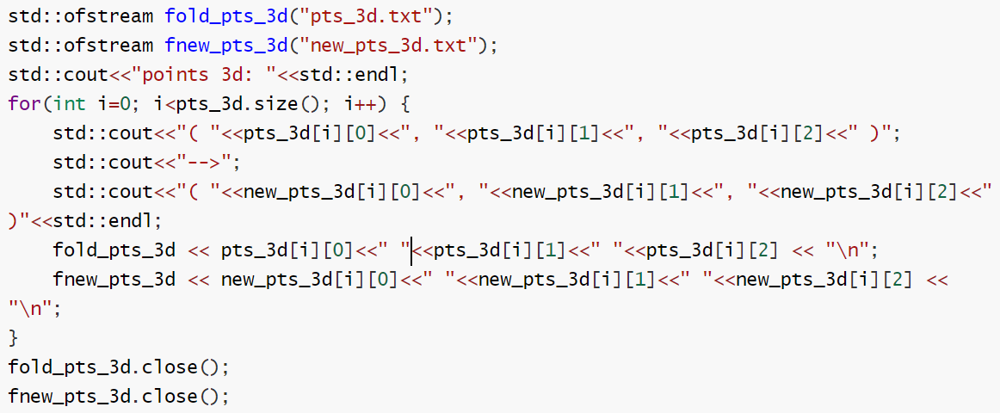 std::ofstream fold_pts_3d("pts_3d.txt");
std::ofstream fnew_pts_3d("new_pts_3d.txt");
std::cout<<"points 3d: "<<std::endl;
for(int i=0; i<pts_3d.size(); i++) {
    std::cout<<"( "<<pts_3d[i][0]<<", "<<pts_3d[i][1]<<", "<<pts_3d[i][2]<<" )";
    std::cout<<"-->";
    std::cout<<"( "<<new_pts_3d[i][0]<<", "<<new_pts_3d[i][1]<<", "<<new_pts_3d[i][2]<<"
)"<<std::endl;
    fold_pts_3d << pts_3d[i][0]<<" "<<pts_3d[i][1]<<" "<<pts_3d[i][2] << "\n";
    fnew_pts_3d << new_pts_3d[i][0]<<" "<<new_pts_3d[i][1]<<" "<<new_pts_3d[i][2] <<
"\n";
}
fold_pts_3d.close();
fnew_pts_3d.close();